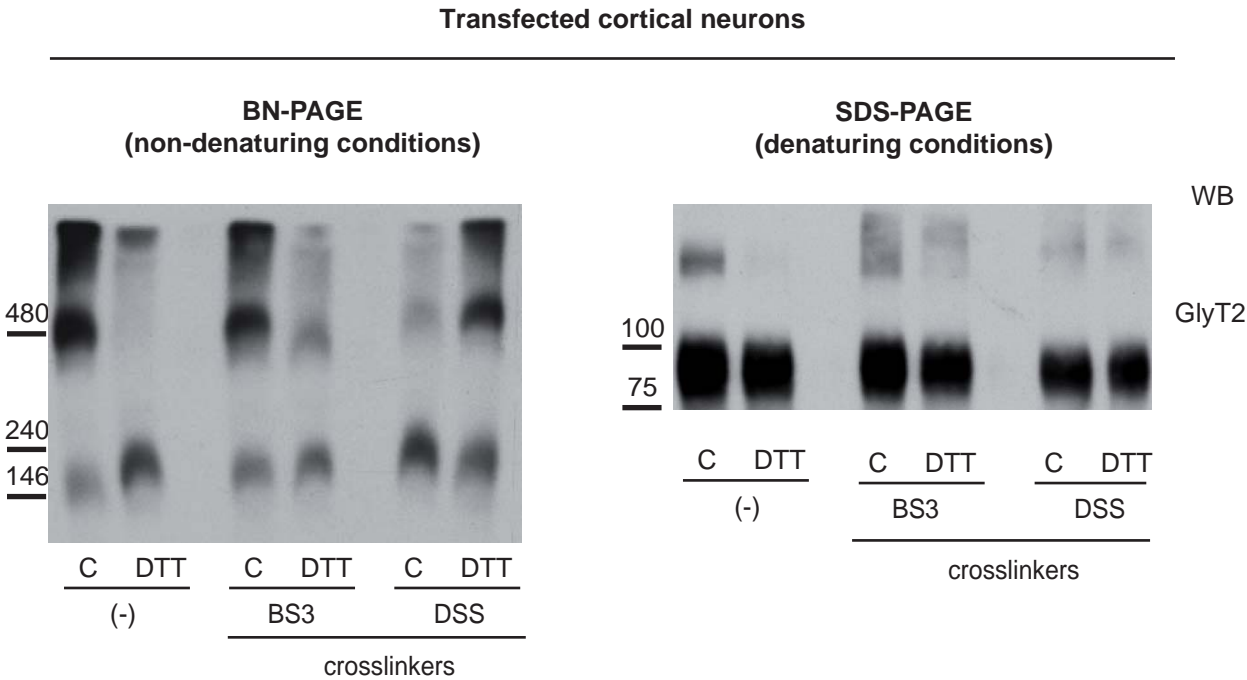 Transfected cortical neurons
BN-PAGE
(non-denaturing conditions)
SDS-PAGE
(denaturing conditions)
WB
GlyT2
480
240
146
100
75
C DTT C DTT C DTT
(-) BS3 DSS
crosslinkers
C DTT C DTT C DTT
(-) BS3 DSS
crosslinkers